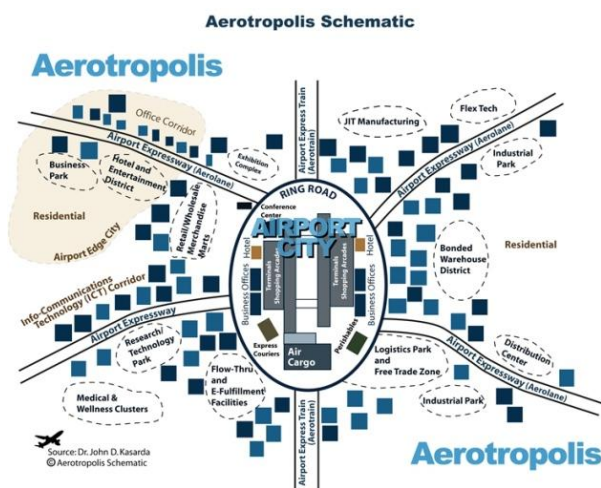 Aerotropolis Schematic
Aerotropolis
Office Corridor
Airport Expressway (Aerolane)
Business
Park
Hotel and
Entertainment
District
Residential
Airport Edge City
Retail/Wholesale
Merchandise
Marts
Exhibition
Complex
Airport Express Train
(Aerotrain)
JIT Manufacturing
Flex Tech
Airport Expressway (Aerolane)
Industrial
Park
RING ROAD
Conference
Center
AIRPORT
CITY
Hotel
Terminals
Shopping Arcades
Terminals
Shopping Arcades
Hotel
Business Offices
Business Offices
Express
Couriers
Air
Cargo
Perishables
Bonded
Warehouse
District
Residential
Info-Communications
Technology (ICT) Corridor
Airport Expressway
Research/
Technology
Park
Medical &
Wellness Clusters
Flow-Thru
and
E-Fulfillment
Facilities
Logistics Park
and
Free Trade Zone
Airport Expressway (Aerolane)
Distribution
Center
Industrial Park
Airport Express Train
(Aerotrain)
Source: Dr. John D. Kasarda
© Aerotropolis Schematic
Aerotropolis